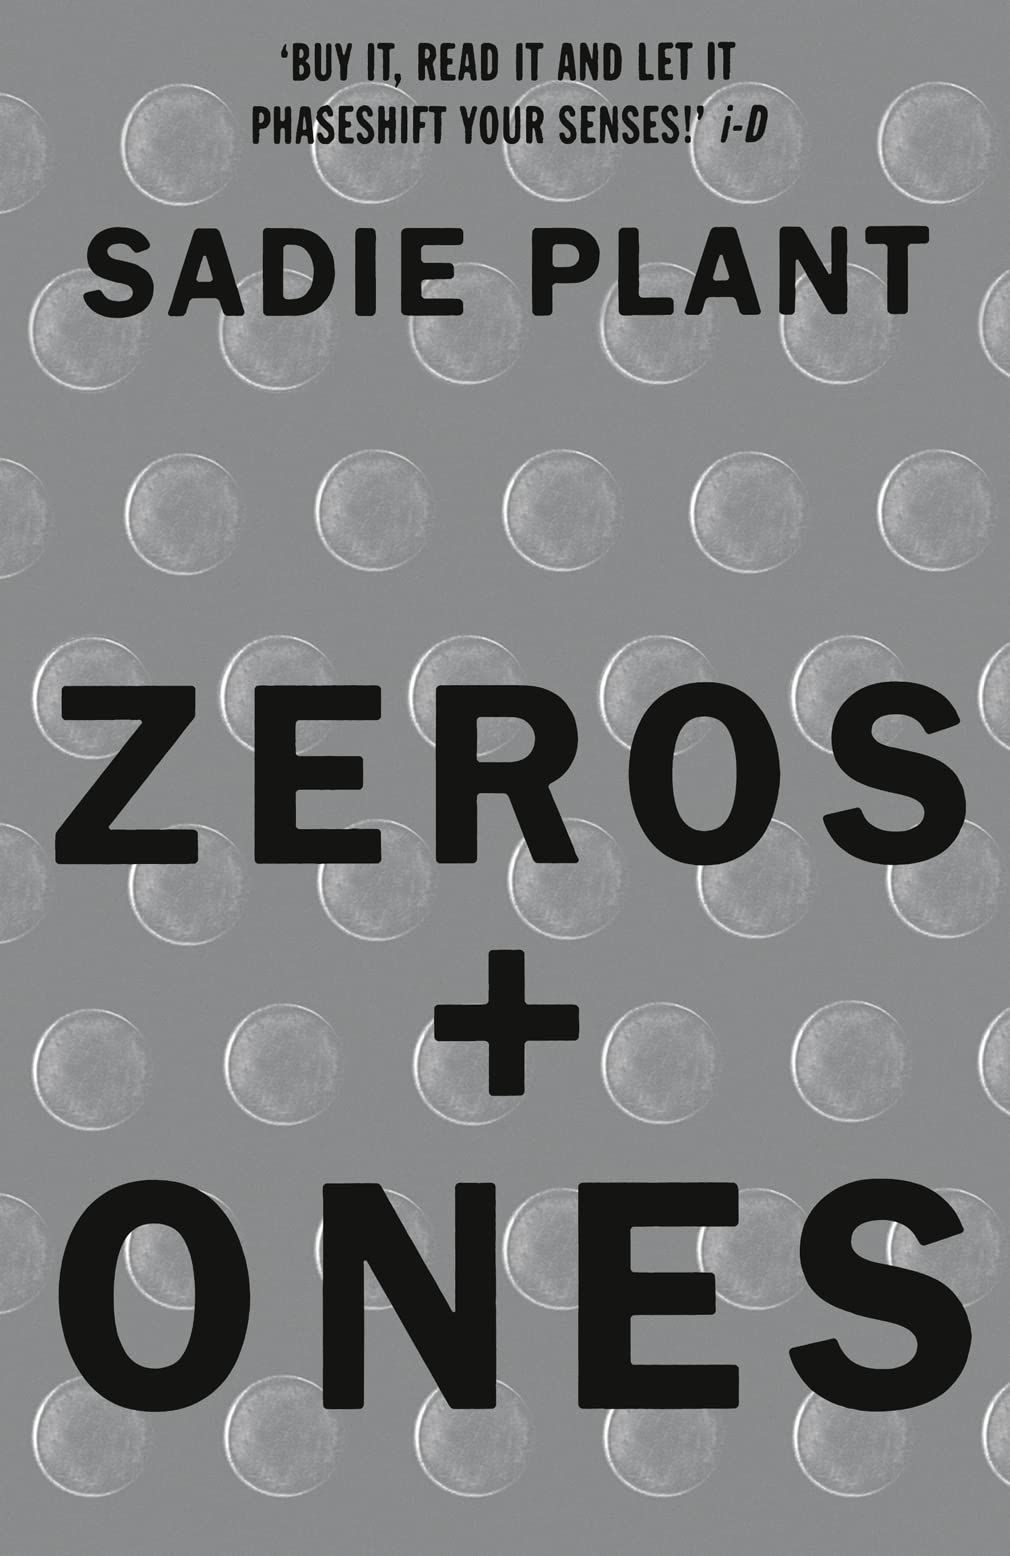 ‘BUY IT, READ IT AND LET IT
PHASESHIFT YOUR SENSES!’ i-D
SADIE PLANT
ZEROS
+
ONES